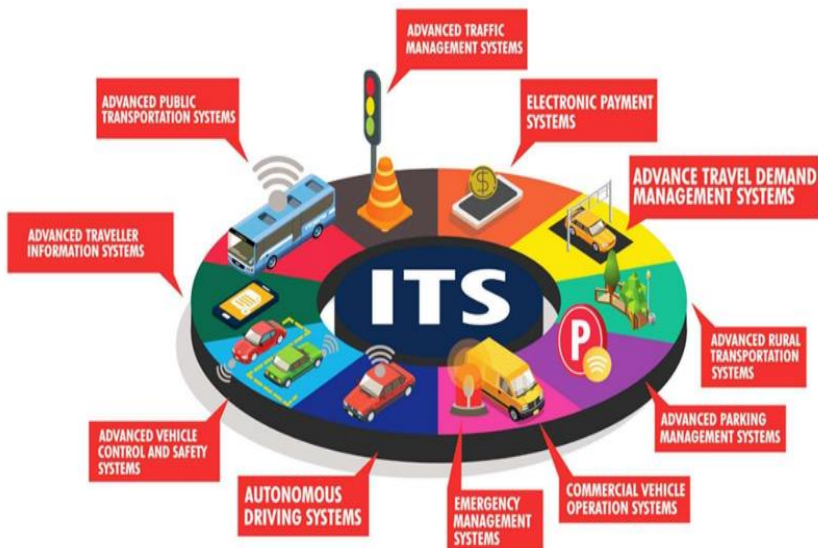 ADVANCED TRAFFIC
MANAGEMENT SYSTEMS
ADVANCED PUBLIC
TRANSPORTATION SYSTEMS
ELECTRONIC PAYMENT
SYSTEMS
ADVANCE TRAVEL DEMAND
MANAGEMENT SYSTEMS
ADVANCED TRAVELLER
INFORMATION SYSTEMS
ITS
$
P
ADVANCED RURAL
TRANSPORTATION
SYSTEMS
ADVANCED PARKING
MANAGEMENT SYSTEMS
ADVANCED VEHICLE
CONTROL AND SAFETY
SYSTEMS
AUTONOMOUS
DRIVING SYSTEMS
EMERGENCY
MANAGEMENT
SYSTEMS
COMMERCIAL VEHICLE
OPERATION SYSTEMS